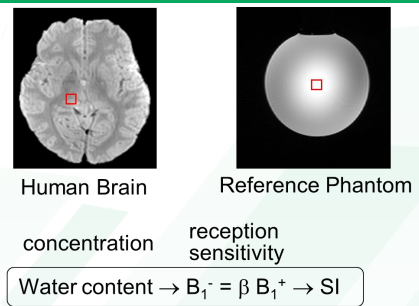 Human Brain
Reference Phantom
concentration
reception
sensitivity
Water content → B₁⁻ = β B₁⁺ → SI